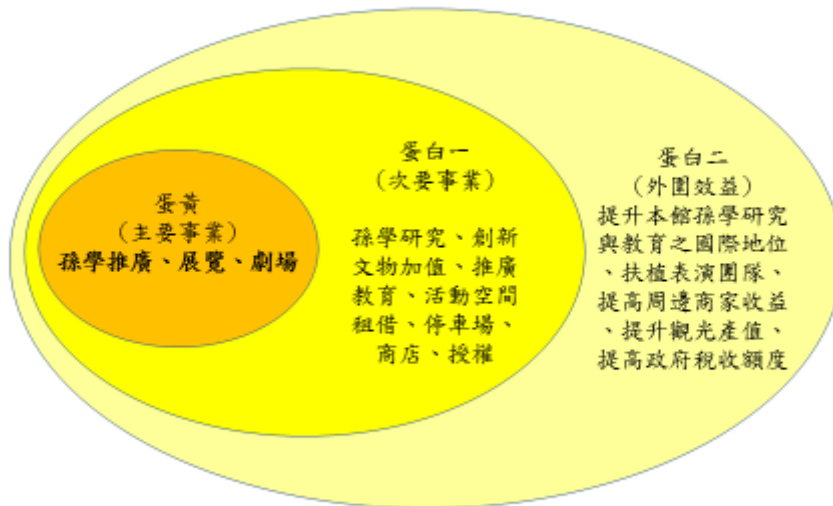 蛋黃
（主要事業）
孫學推廣、展覽、劇場
蛋白一
（次要事業）
孫學研究、創新
文物加值、推廣
教育、活動空間
租借、停車場、
商店、授權
蛋白二
（外圍效益）
提升本館孫學研究
與教育之國際地位
、扶植表演團隊、
提高周邊商家收益
、提升觀光產值、
提高政府稅收額度